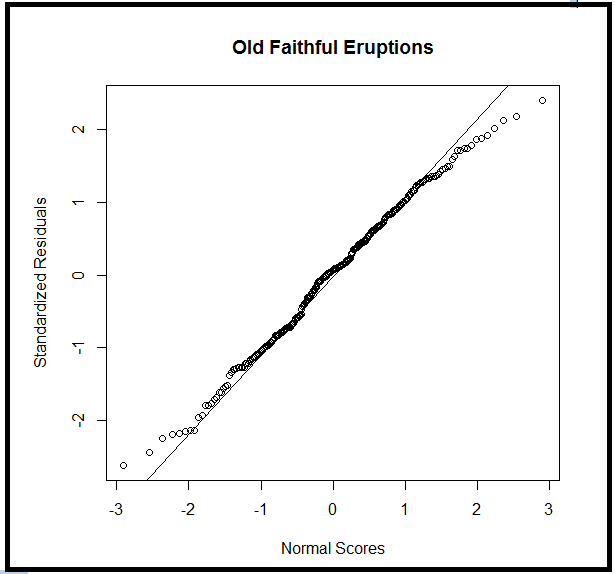 Old Faithful Eruptions
Standardized Residuals
2
1
0
-1
-2
-3 -2 -1 0 1 2 3
Normal Scores